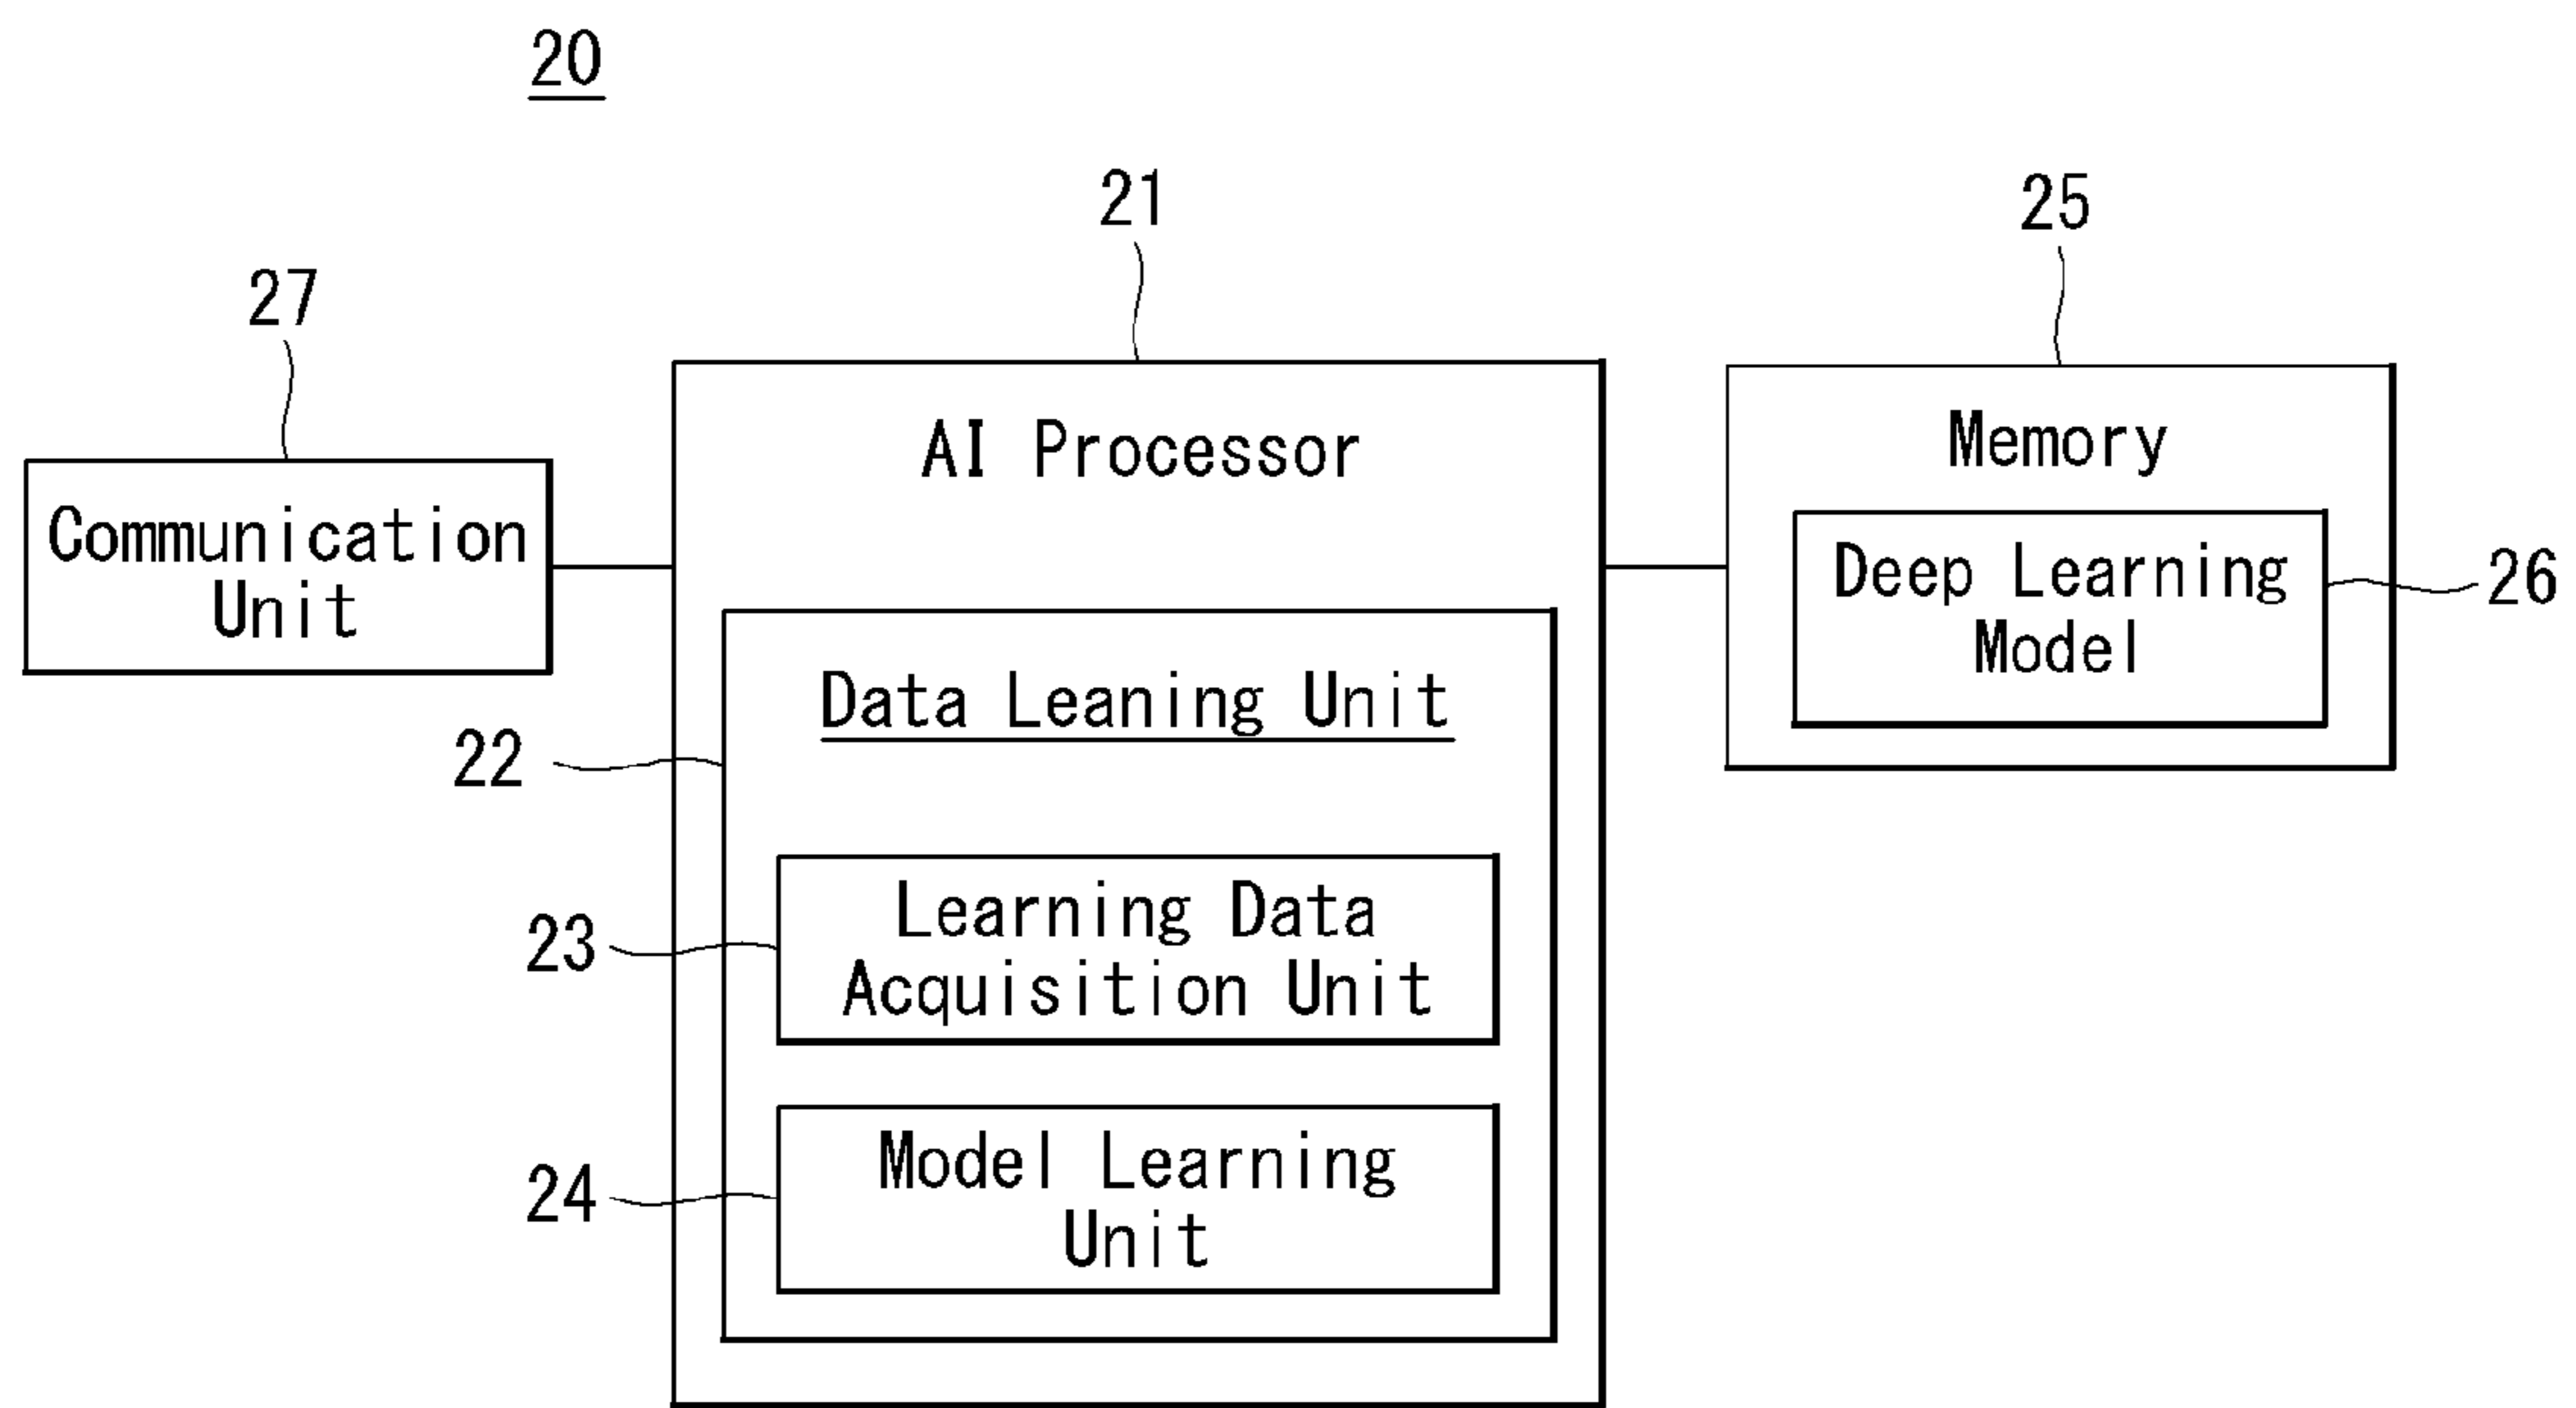 20
21
25
27
AI Processor
Memory
Communication
Unit
Deep Learning
Model
26
Data Leaning Unit
22
Learning Data
Acquisition Unit
23
Model Learning
Unit
24